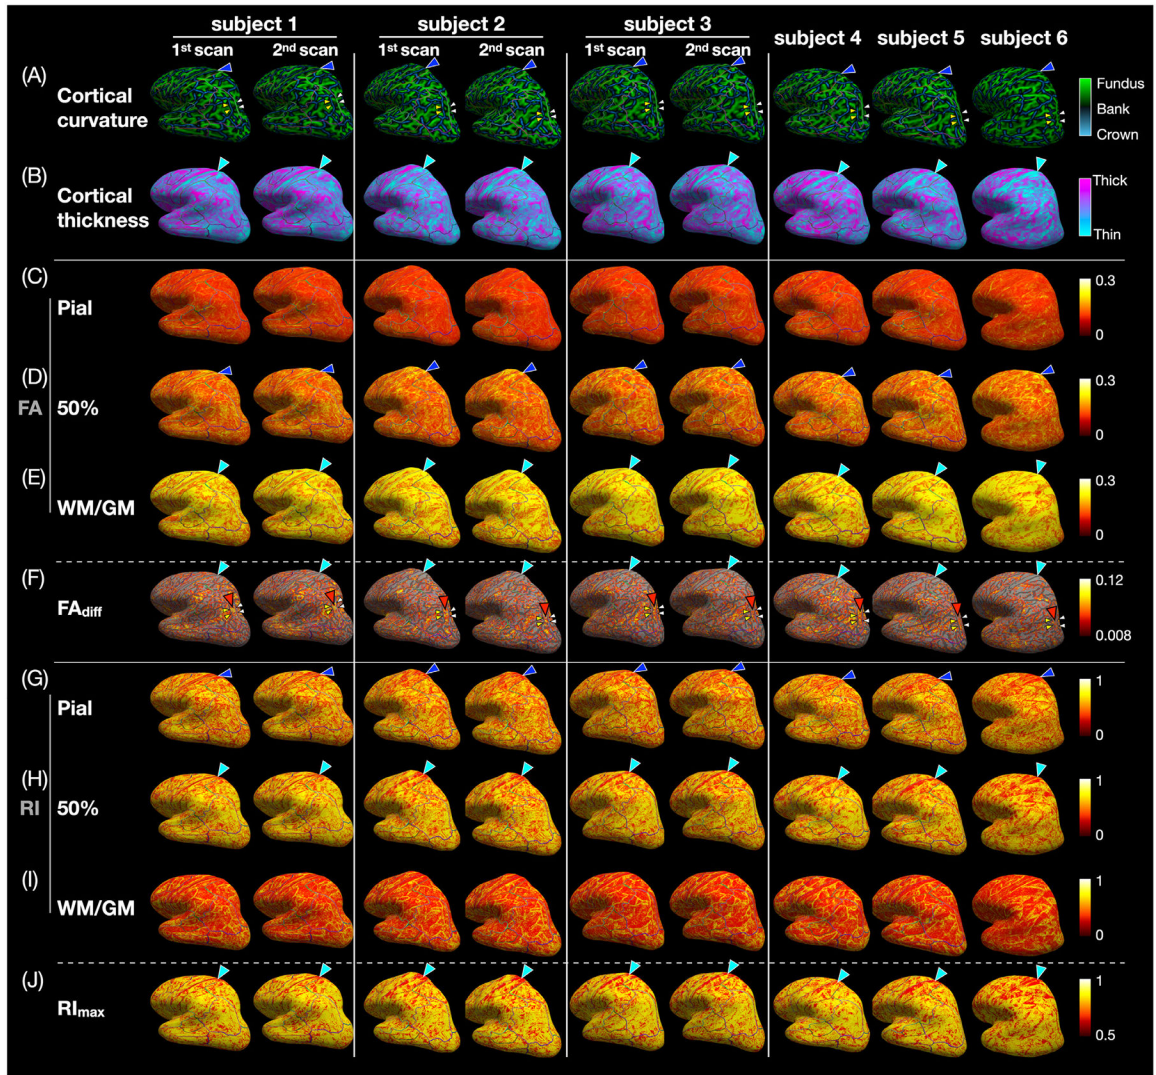 subject 1 subject 2 subject 3 subject 4 subject 5 subject 6
1st scan 2nd scan 1st scan 2nd scan 1st scan 2nd scan
(A)
Cortical
curvature
Fundus
Bank
Crown
(B)
Cortical
thickness
Thick
Thin
(C)
Pial
0.3
0
(D)
FA
50%
0.3
0
(E)
WM/GM
0.3
0
(F)
FAdiff
0.12
0.008
(G)
Pial
1
0
(H)
RI
50%
1
0
(I)
WM/GM
1
0
(J)
RImax
1
0.5